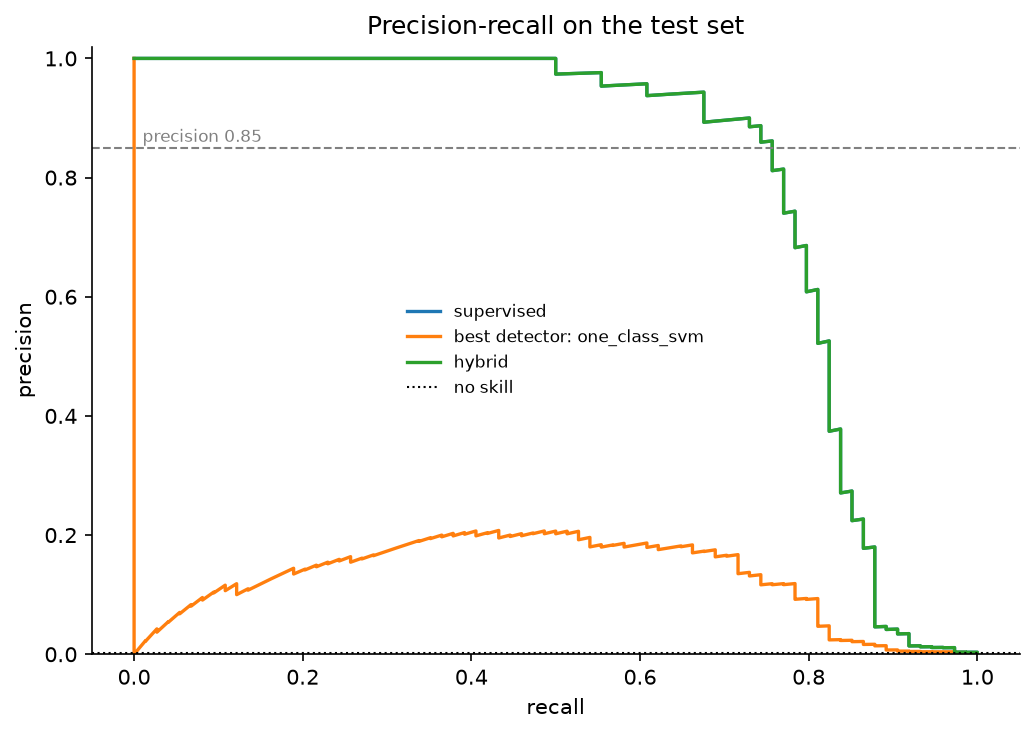 Precision-recall on the test set
1.0
0.8
0.6
0.4
0.2
0.0
precision
precision 0.85
supervised
best detector: one_class_svm
hybrid
no skill
0.0 0.2 0.4 0.6 0.8 1.0
recall